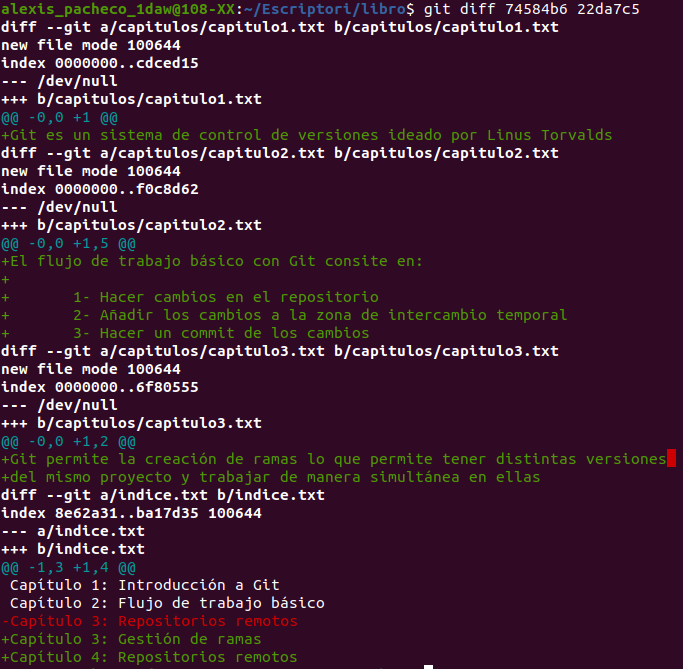 alexis_pacheco_1daw@108-XX:~/Escriptori/libro$ git diff 74584b6 22da7c5
diff --git a/capitulos/capitulo1.txt b/capitulos/capitulo1.txt
new file mode 100644
index 0000000..cdced15
--- /dev/null
+++ b/capitulos/capitulo1.txt
@@ -0,0 +1 @@
+Git es un sistema de control de versiones ideado por Linus Torvalds
diff --git a/capitulos/capitulo2.txt b/capitulos/capitulo2.txt
new file mode 100644
index 0000000..f0c8d62
--- /dev/null
+++ b/capitulos/capitulo2.txt
@@ -0,0 +1,5 @@
+El flujo de trabajo básico con Git consite en:
+
+       1- Hacer cambios en el repositorio
+       2- Añadir los cambios a la zona de intercambio temporal
+       3- Hacer un commit de los cambios
diff --git a/capitulos/capitulo3.txt b/capitulos/capitulo3.txt
new file mode 100644
index 0000000..6f80555
--- /dev/null
+++ b/capitulos/capitulo3.txt
@@ -0,0 +1,2 @@
+Git permite la creación de ramas lo que permite tener distintas versiones
+del mismo proyecto y trabajar de manera simultánea en ellas
diff --git a/indice.txt b/indice.txt
index 8e62a31..ba17d35 100644
--- a/indice.txt
+++ b/indice.txt
@@ -1,3 +1,4 @@
 Capítulo 1: Introducción a Git
 Capítulo 2: Flujo de trabajo básico
-Capítulo 3: Repositorios remotos
+Capítulo 3: Gestión de ramas
+Capítulo 4: Repositorios remotos